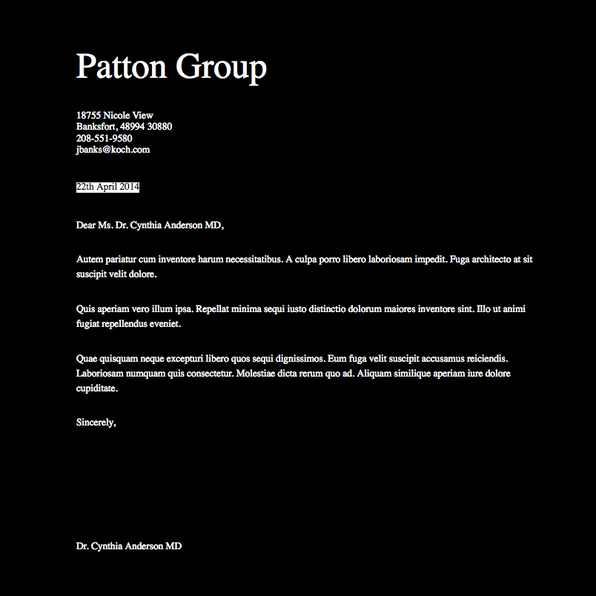 Patton Group
18755 Nicole View
Banksfort, 48994 30880
208-551-9580
jbanks@koch.com
22th April 2014
Dear Ms. Dr. Cynthia Anderson MD,
Autem pariatur cum inventore harum necessitatibus. A culpa porro libero laboriosam impedit. Fuga architecto at sit
suscipit velit dolore.
Quis aperiam vero illum ipsa. Repellat minima sequi iusto distinctio dolorum maiores inventore sint. Illo ut animi
fugiat repellendus eveniet.
Quae quisquam neque excepturi libero quos sequi dignissimos. Eum fuga velit suscipit accusamus reiciendis.
Laboriosam numquam quis consectetur. Molestiae dicta rerum quo ad. Aliquam similique aperiam iure dolore
cupiditate.
Sincerely,
Dr. Cynthia Anderson MD